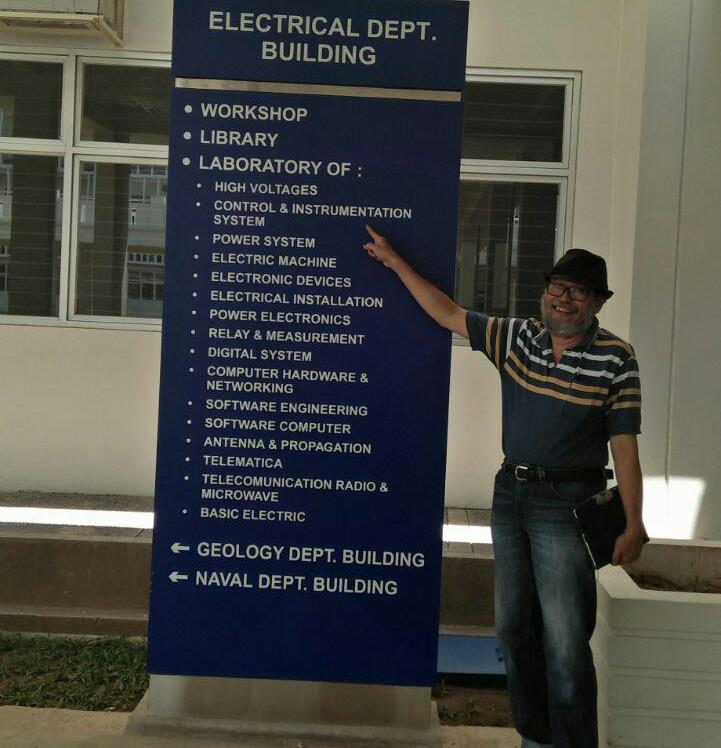 ELECTRICAL DEPT.
BUILDING
• WORKSHOP
• LIBRARY
• LABORATORY OF :
• HIGH VOLTAGES
• CONTROL & INSTRUMENTATION
SYSTEM
• POWER SYSTEM
• ELECTRIC MACHINE
• ELECTRONIC DEVICES
• ELECTRICAL INSTALLATION
• POWER ELECTRONICS
• RELAY & MEASUREMENT
• DIGITAL SYSTEM
• COMPUTER HARDWARE &
NETWORKING
• SOFTWARE ENGINEERING
• SOFTWARE COMPUTER
• ANTENNA & PROPAGATION
• TELEMATICA
• TELECOMUNICATION RADIO &
MICROWAVE
• BASIC ELECTRIC
← GEOLOGY DEPT. BUILDING
← NAVAL DEPT. BUILDING